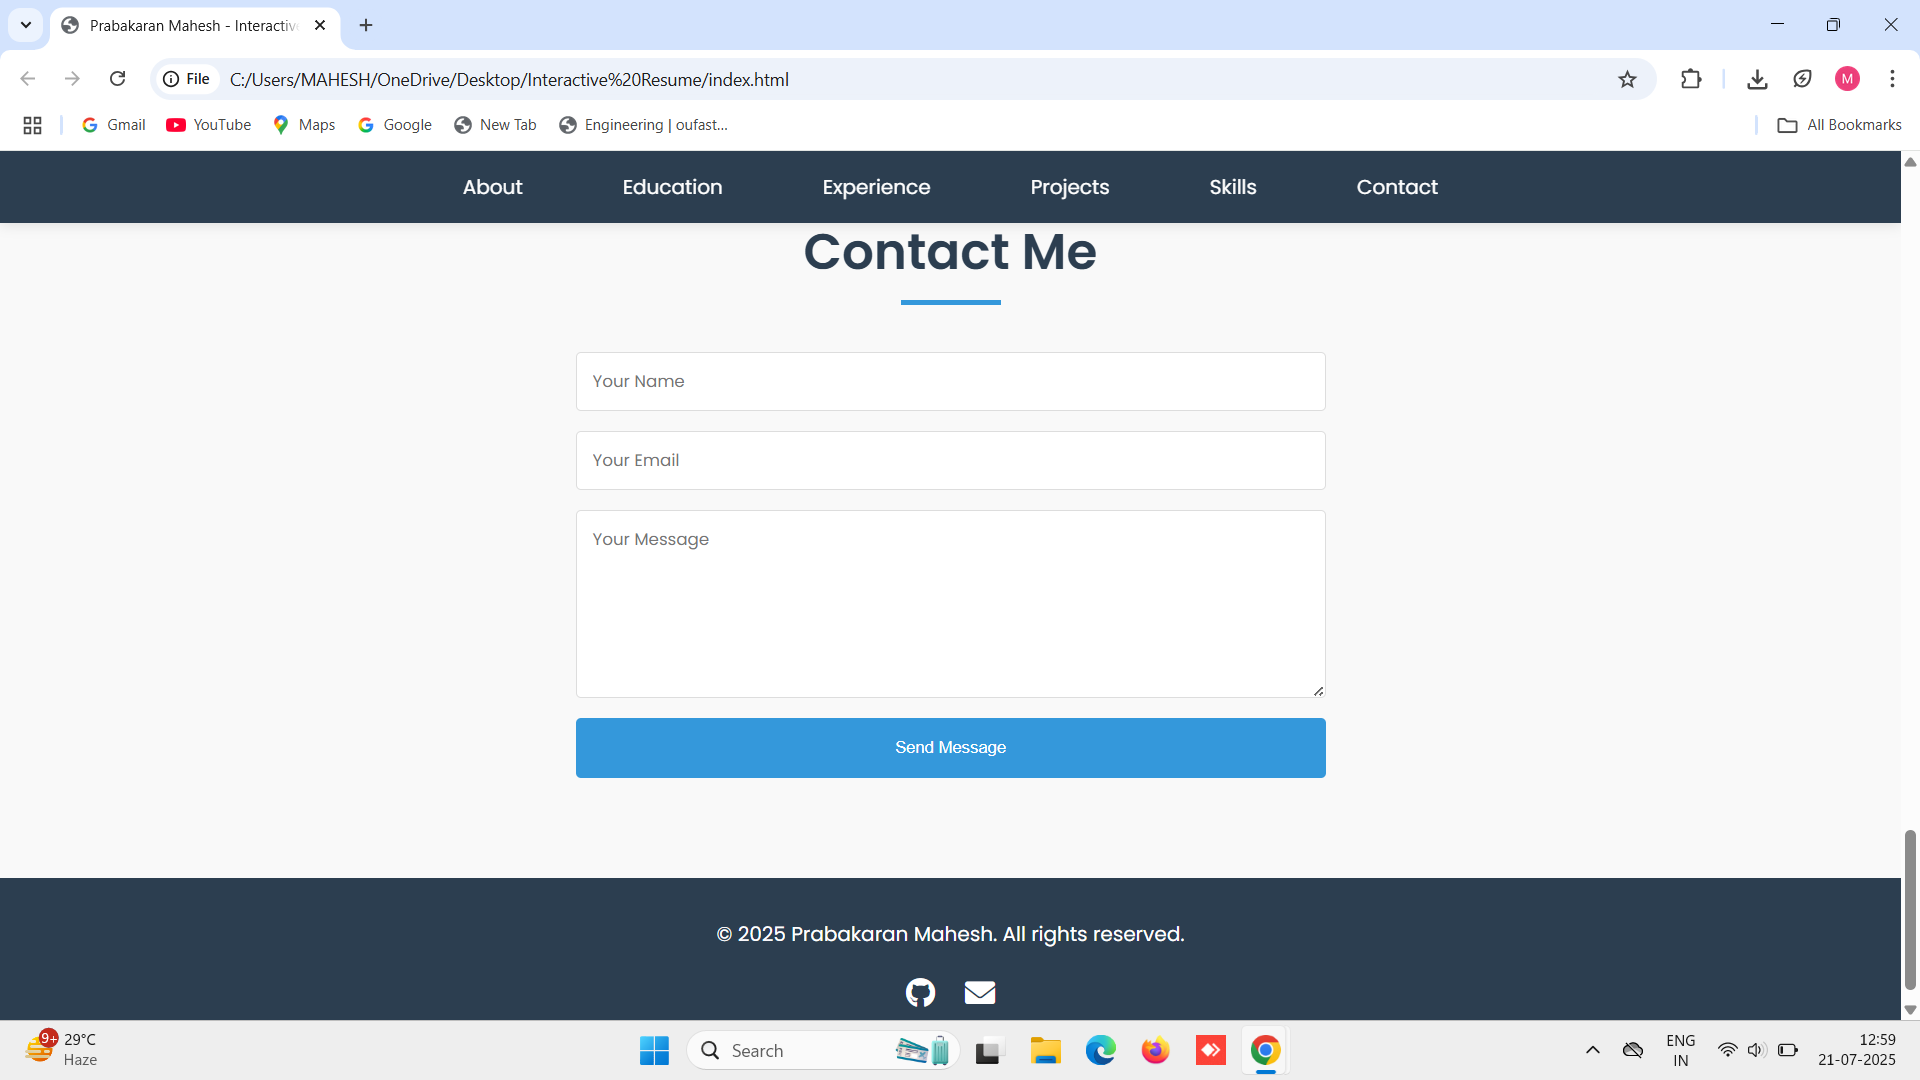 Prabakaran Mahesh - Interactiv
File
C:/Users/MAHESH/OneDrive/Desktop/Interactive%20Resume/index.html
M
Gmail
YouTube
Maps
Google
New Tab
Engineering | oufast...
All Bookmarks
About
Education
Experience
Projects
Skills
Contact
Contact Me
Your Name
Your Email
Your Message
Send Message
© 2025 Prabakaran Mahesh. All rights reserved.
9+
29°C
Haze
Search
ENG
IN
12:59
21-07-2025